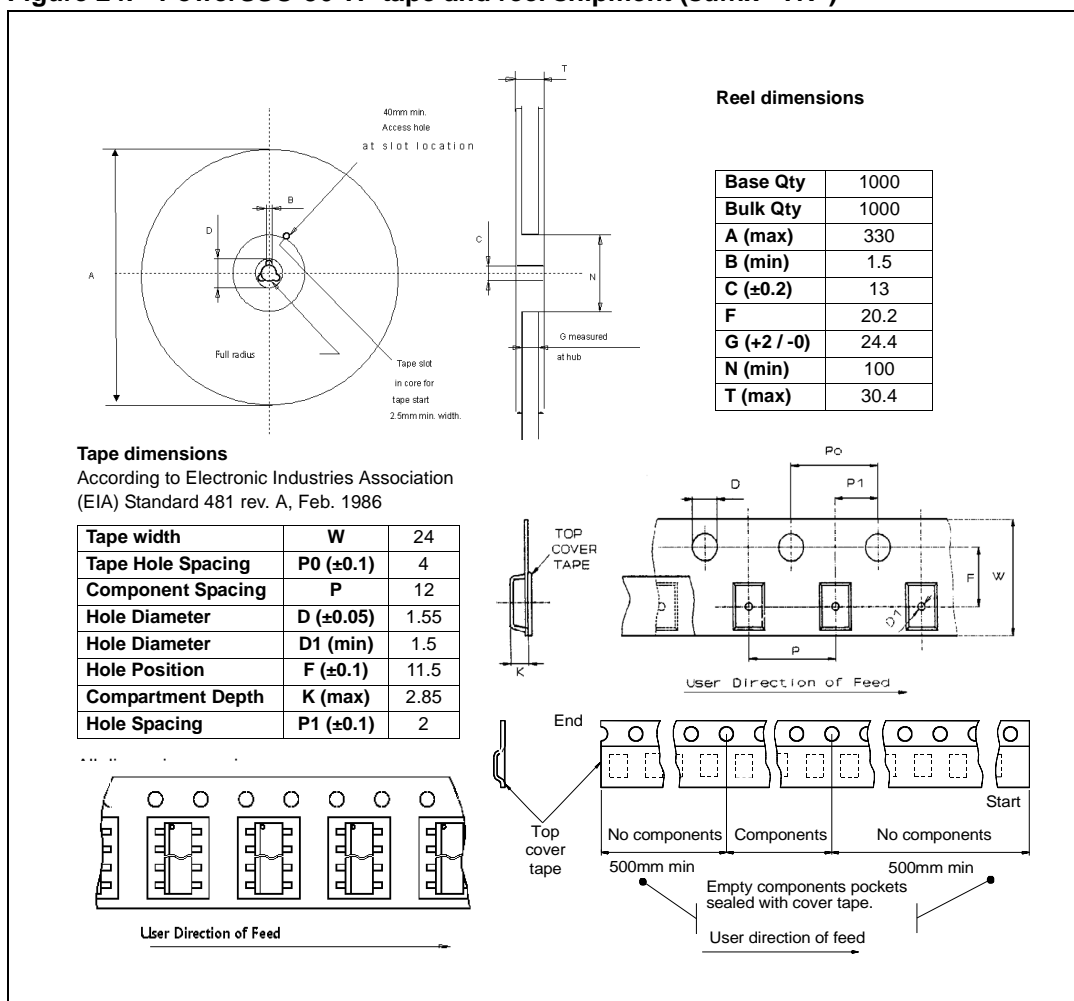 T
40mm min.
Access hole
at slot location
B
D
C
A
N
Full radius
G measured
at hub
Tape slot
in core for
tape start
2.5mm min. width.
Reel dimensions
Base Qty 1000
Bulk Qty 1000
A (max) 330
B (min) 1.5
C (±0.2) 13
F 20.2
G (+2 / -0) 24.4
N (min) 100
T (max) 30.4
Tape dimensions
According to Electronic Industries Association
(EIA) Standard 481 rev. A, Feb. 1986
Tape width W 24
Tape Hole Spacing P0 (±0.1) 4
Component Spacing P 12
Hole Diameter D (±0.05) 1.55
Hole Diameter D1 (min) 1.5
Hole Position F (±0.1) 11.5
Compartment Depth K (max) 2.85
Hole Spacing P1 (±0.1) 2
Po
D
P1
TOP
COVER
TAPE
F
W
D1
K
P
User Direction of Feed
End
Start
Top
cover
tape
No components
Components
No components
500mm min
500mm min
Empty components pockets
sealed with cover tape.
User direction of feed
User Direction of Feed